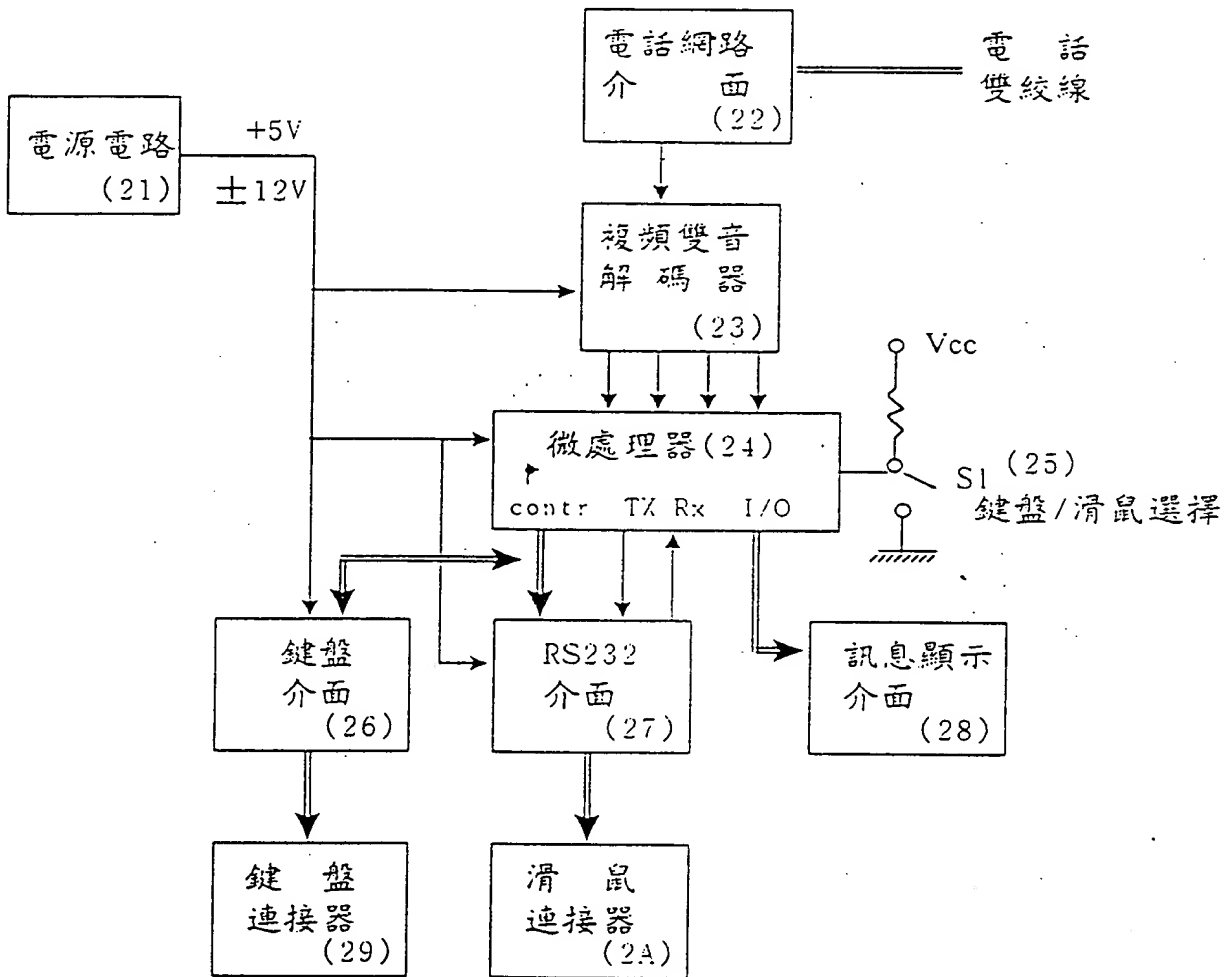 電話網路
介面
(22)
電話
雙絞線
電源電路
(21)
+5V
±12V
複頻雙音
解碼器
(23)
Vcc
微處理器(24)
contr TX Rx I/O
S1 (25)
鍵盤/滑鼠選擇
鍵盤
介面
(26)
RS232
介面
(27)
訊息顯示
介面
(28)
鍵盤
連接器
(29)
滑鼠
連接器
(2A)